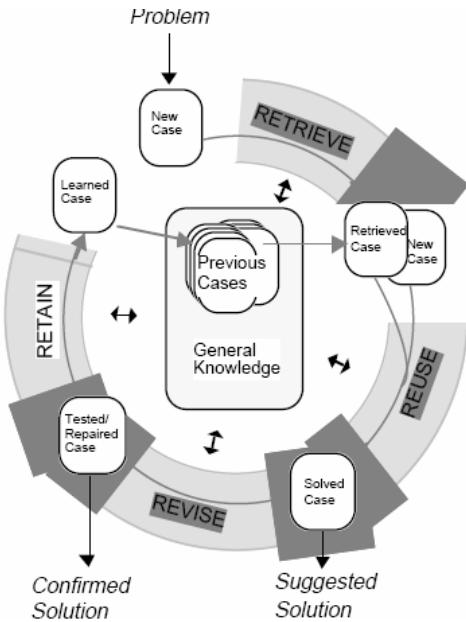 Problem
New
Case
RETRIEVE
Learned
Case
Retrieved
Case
New
Case
Previous
Cases
General
Knowledge
RETAIN
REUSE
Tested/
Repaired
Case
Solved
Case
REVISE
Confirmed
Solution
Suggested
Solution